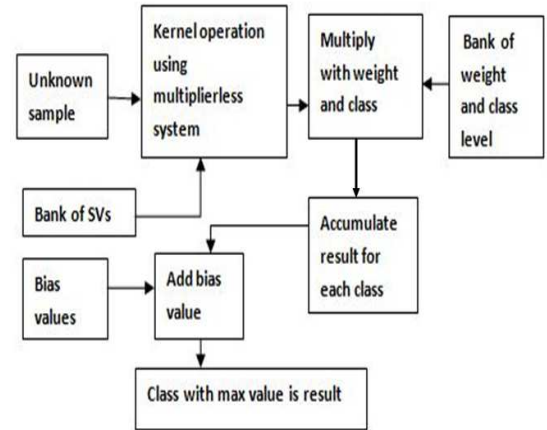 Kernel operation
using
multiplierless
system
Multiply
with weight
and class
Bank of
weight
and class
level
Unknown
sample
Bank of SVs
Accumulate
result for
each class
Bias
values
Add bias
value
Class with max value is result